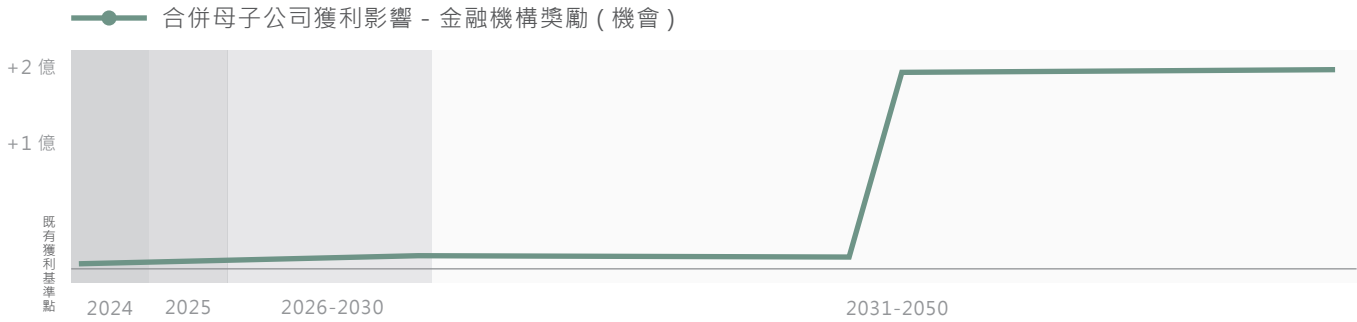 合併母子公司獲利影響 - 金融機構獎勵 ( 機會 )
+2 億
+1 億
既有獲利基準點
2024
2025
2026-2030
2031-2050